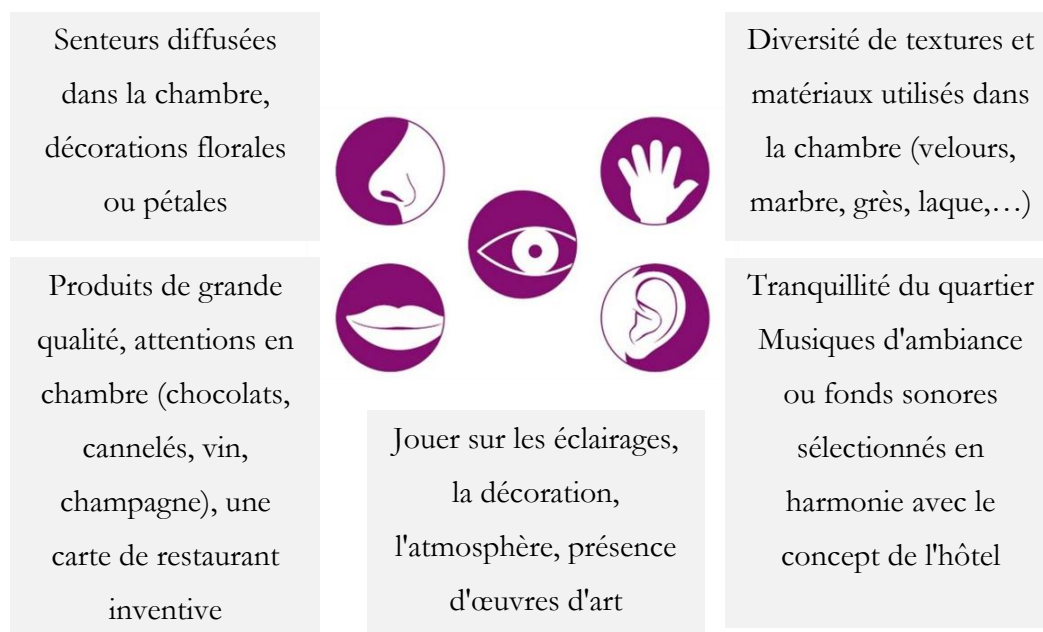 Senteurs diffusées
dans la chambre,
décorations florales
ou pétales
Diversité de textures et
matériaux utilisés dans
la chambre (velours,
marbre, grès, laque,…)
Produits de grande
qualité, attentions en
chambre (chocolats,
cannelés, vin,
champagne), une
carte de restaurant
inventive
Jouer sur les éclairages,
la décoration,
l'atmosphère, présence
d'œuvres d'art
Tranquillité du quartier
Musiques d'ambiance
ou fonds sonores
sélectionnés en
harmonie avec le
concept de l'hôtel